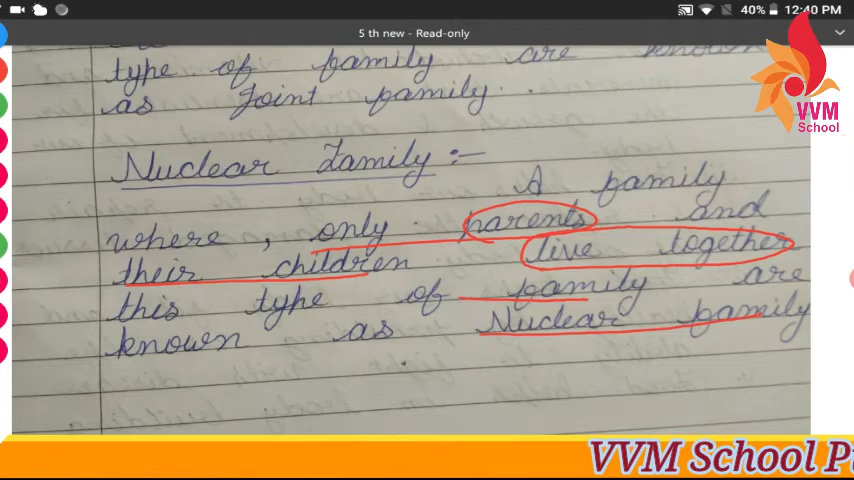 40% 12:40 PM
5 th new - Read-only
type of family are known
as Joint family.
Nuclear Family :-
A family
where, only parents and
their children live together
this type of family are
known as Nuclear family
VVM
School
VVM School P